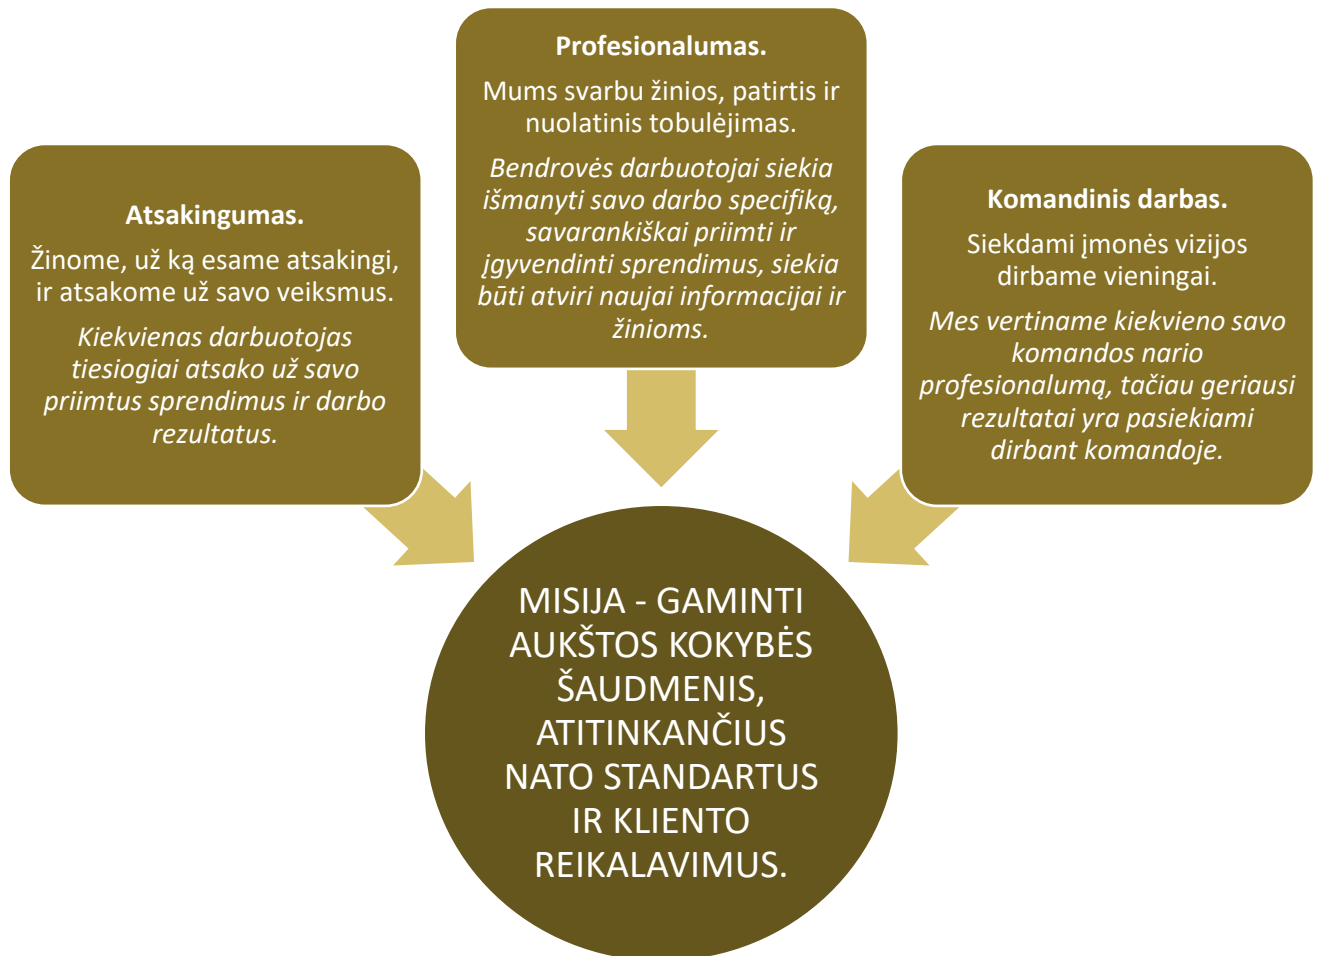 Profesionalumas.
Mums svarbu žinios, patirtis ir
nuolatinis tobulėjimas.
Bendrovės darbuotojai siekia
išmanyti savo darbo specifiką,
savarankiškai priimti ir
įgyvendinti sprendimus, siekia
būti atviri naujai informacijai ir
žinioms.
Atsakingumas.
Žinome, už ką esame atsakingi,
ir atsakome už savo veiksmus.
Kiekvienas darbuotojas
tiesiogiai atsako už savo
priimtus sprendimus ir darbo
rezultatus.
Komandinis darbas.
Siekdami įmonės vizijos
dirbame vieningai.
Mes vertiname kiekvieno savo
komandos nario
profesionalumą, tačiau geriausi
rezultatai yra pasiekiami
dirbant komandoje.
MISIJA - GAMINTI
AUKŠTOS KOKYBĖS
ŠAUDMENIS,
ATITINKANČIUS
NATO STANDARTUS
IR KLIENTO
REIKALAVIMUS.